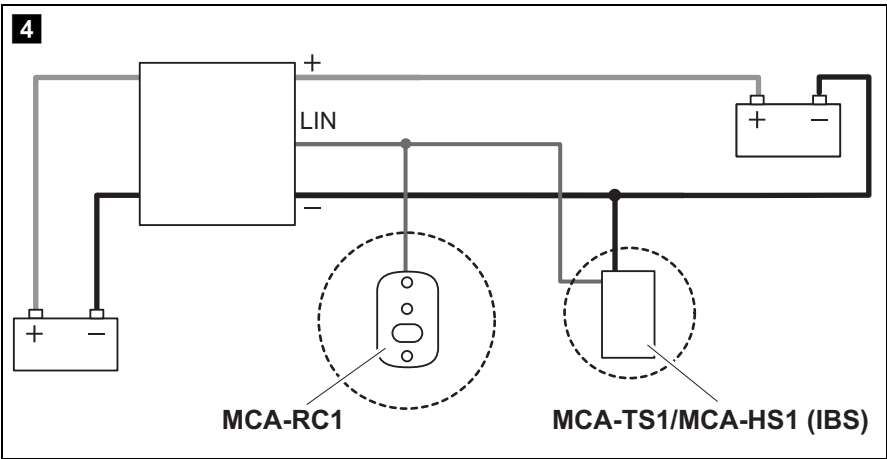 4
+
LIN
+ −
−
+ −
MCA-RC1
MCA-TS1/MCA-HS1 (IBS)